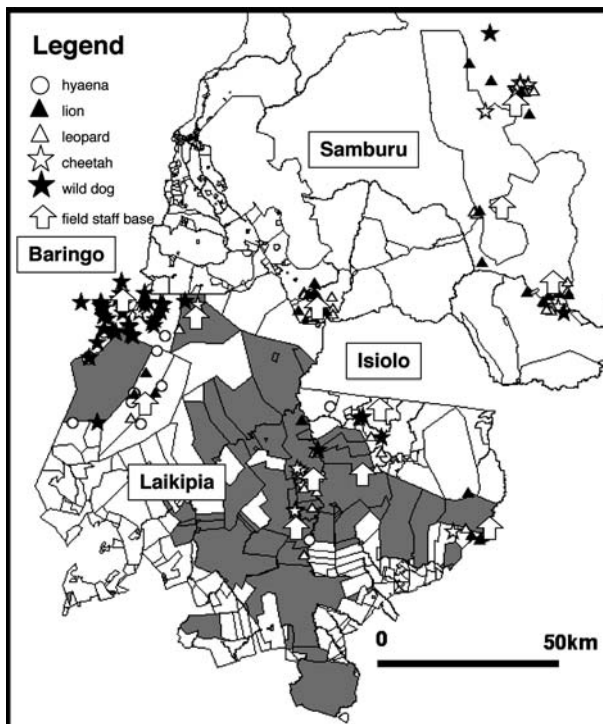 Legend
hyaena
lion
leopard
cheetah
wild dog
field staff base
Samburu
Baringo
Isiolo
Laikipia
0 50km